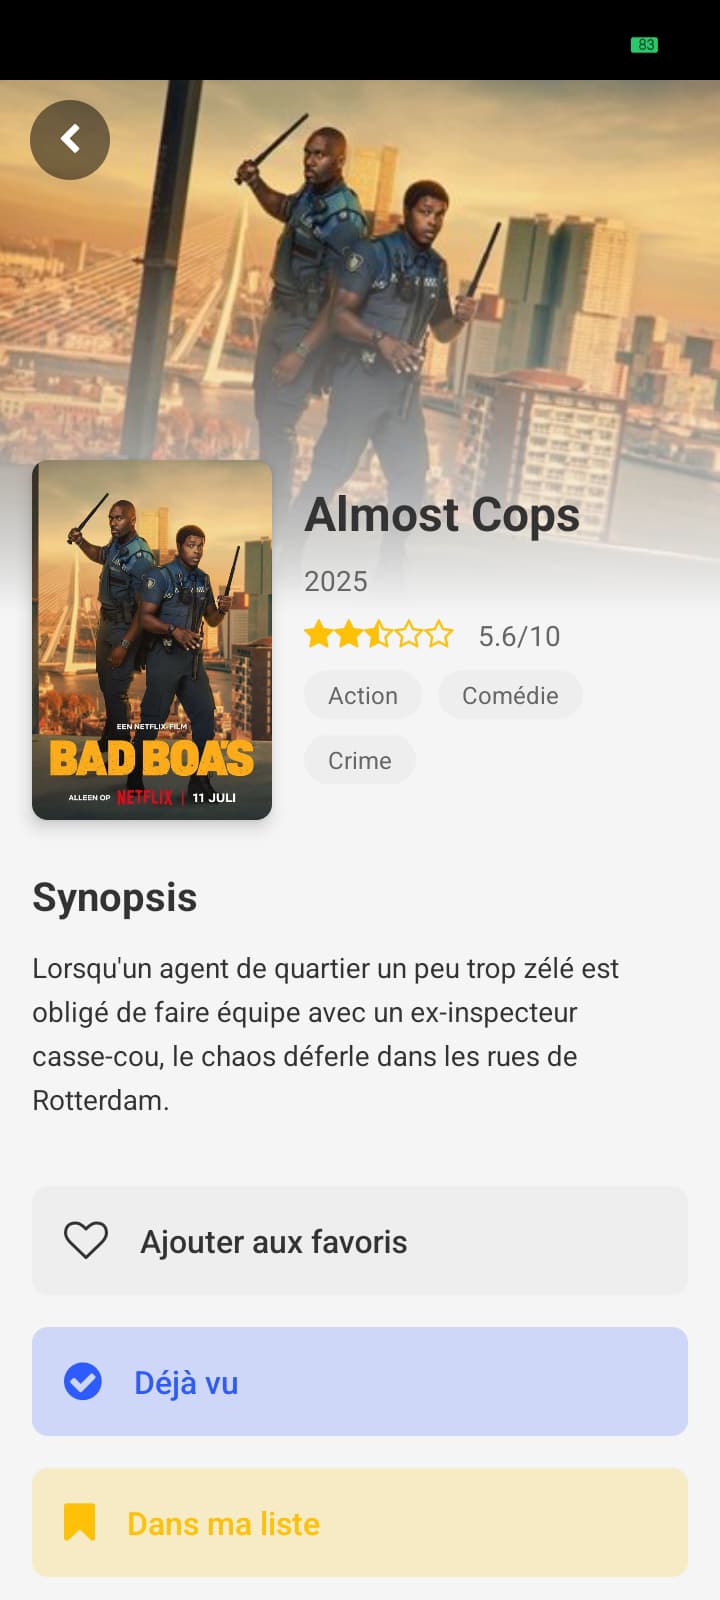 83
Almost Cops
2025
5.6/10
Action
Comédie
Crime
EEN NETFLIX-FILM
BAD BOA'S
ALLEEN OP NETFLIX | 11 JULI
Synopsis
Lorsqu'un agent de quartier un peu trop zélé est
obligé de faire équipe avec un ex-inspecteur
casse-cou, le chaos déferle dans les rues de
Rotterdam.
Ajouter aux favoris
Déjà vu
Dans ma liste